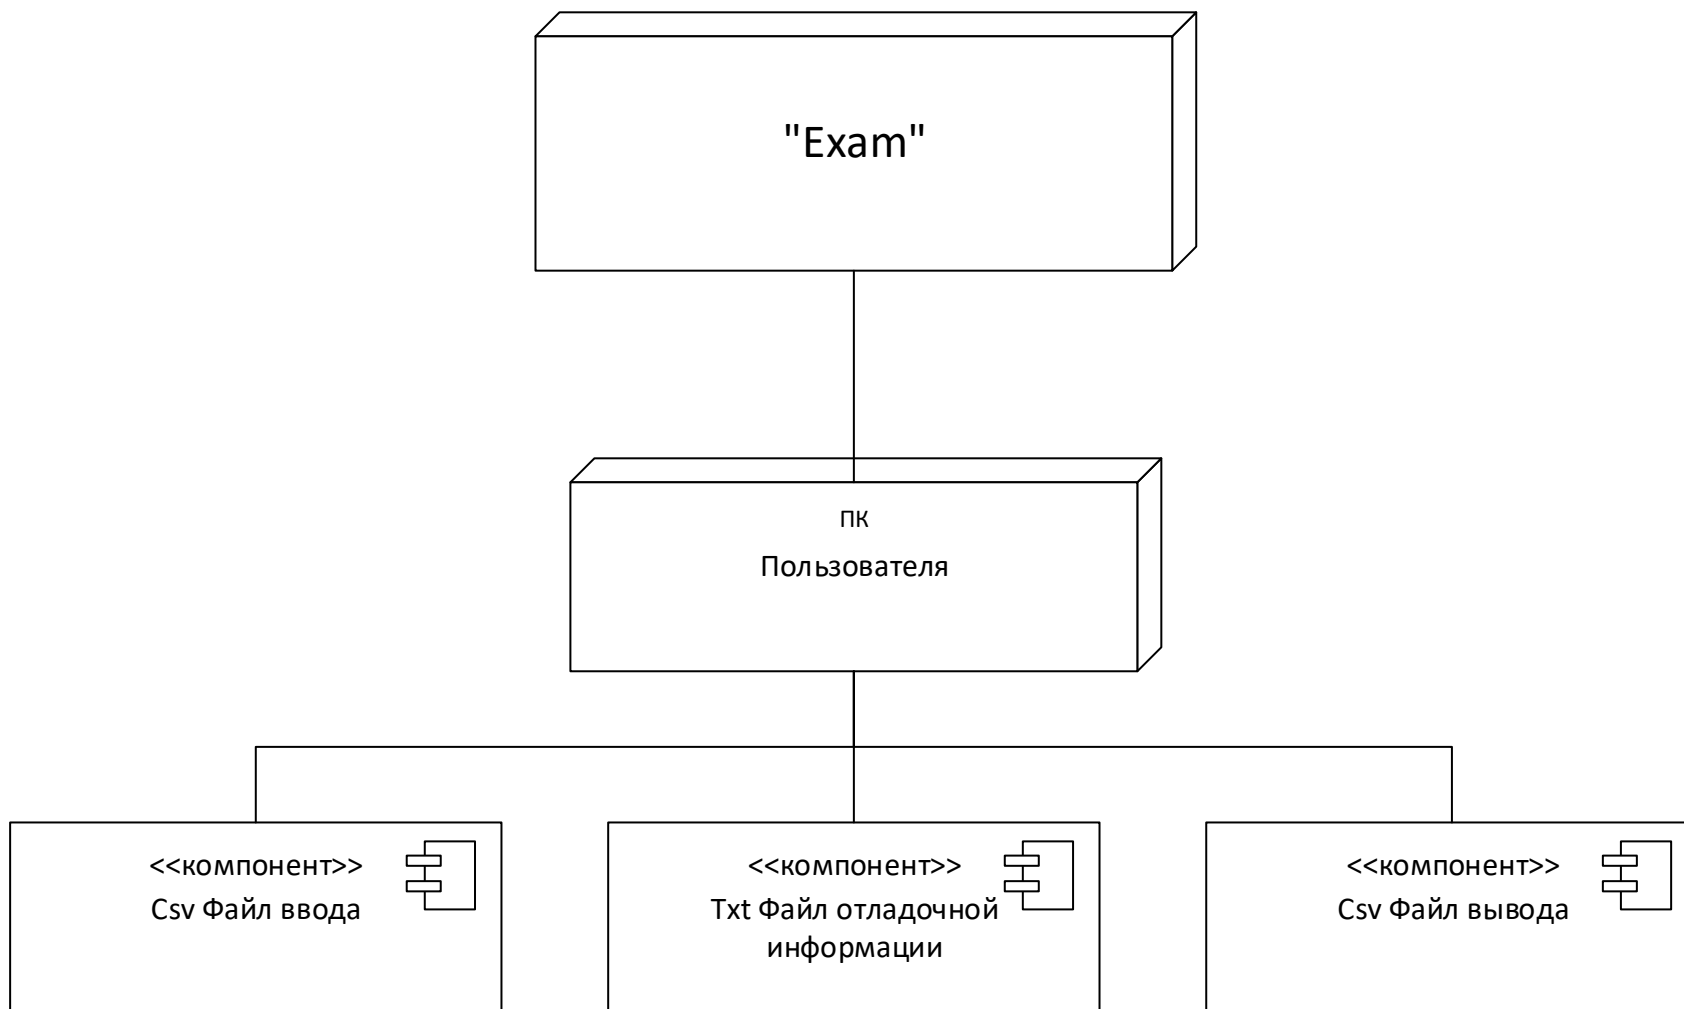 "Exam"
ПК
Пользователя
<<компонент>>
Csv Файл ввода
<<компонент>>
Txt Файл отладочной
информации
<<компонент>>
Csv Файл вывода